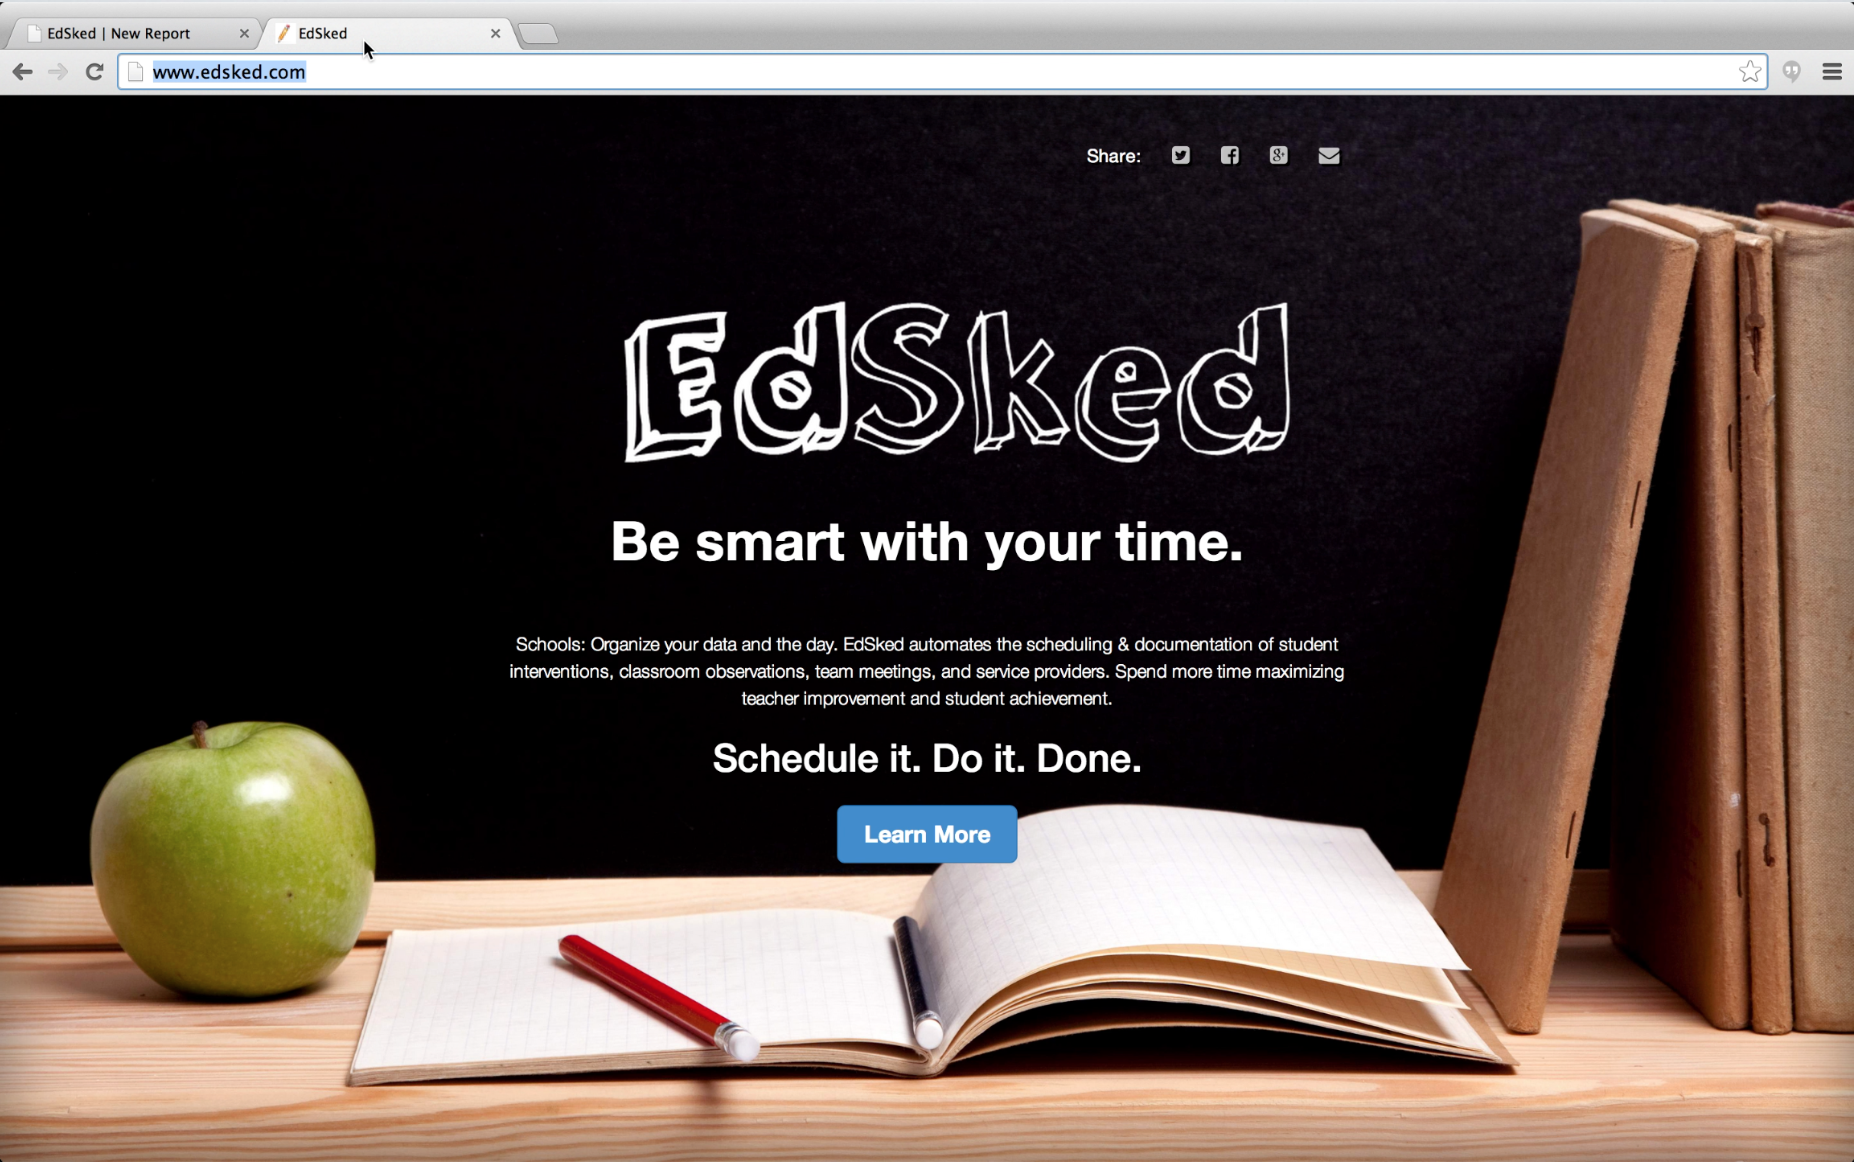 EdSked | New Report
EdSked
www.edsked.com
Share:
EdSked
Be smart with your time.
Schools: Organize your data and the day. EdSked automates the scheduling & documentation of student
interventions, classroom observations, team meetings, and service providers. Spend more time maximizing
teacher improvement and student achievement.
Schedule it. Do it. Done.
Learn More